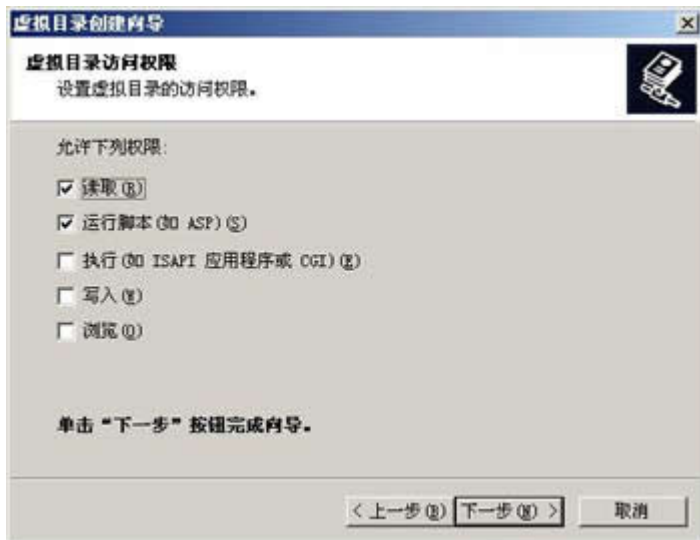 虚拟目录创建向导
虚拟目录访问权限
设置虚拟目录的访问权限。
允许下列权限:
读取(R)
运行脚本(如 ASP)(S)
执行(如 ISAPI 应用程序或 CGI)(E)
写入(W)
浏览(O)
单击“下一步”按钮完成向导。
< 上一步(B) 下一步(N) > 取消